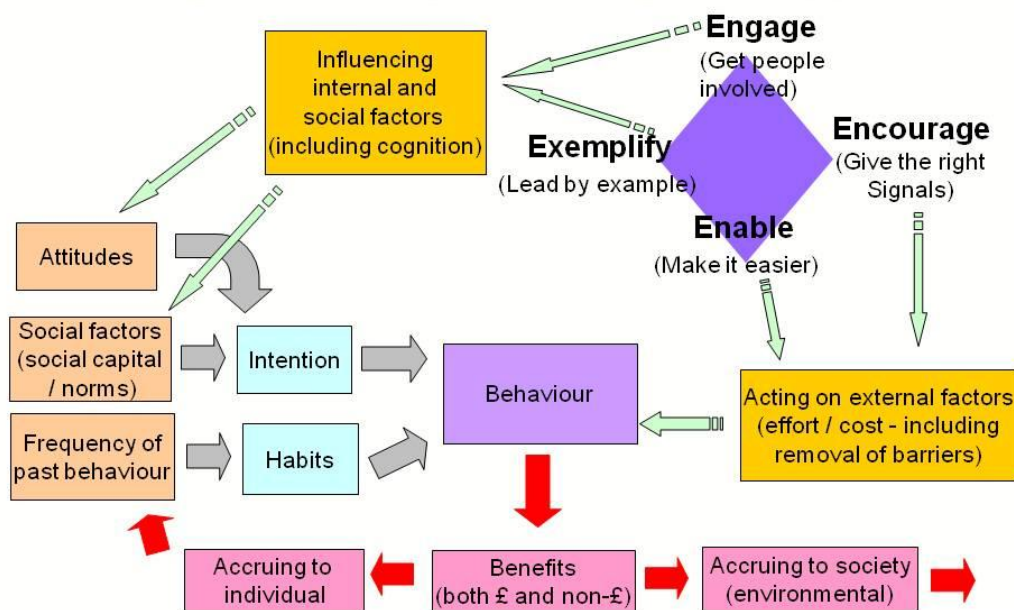 Engage
(Get people
involved)
Influencing
internal and
social factors
(including cognition)
Exemplify
(Lead by example)
Encourage
(Give the right
Signals)
Enable
(Make it easier)
Attitudes
Social factors
(social capital
/ norms)
Intention
Behaviour
Acting on external factors
(effort / cost - including
removal of barriers)
Frequency of
past behaviour
Habits
Accruing to
individual
Benefits
(both £ and non-£)
Accruing to society
(environmental)